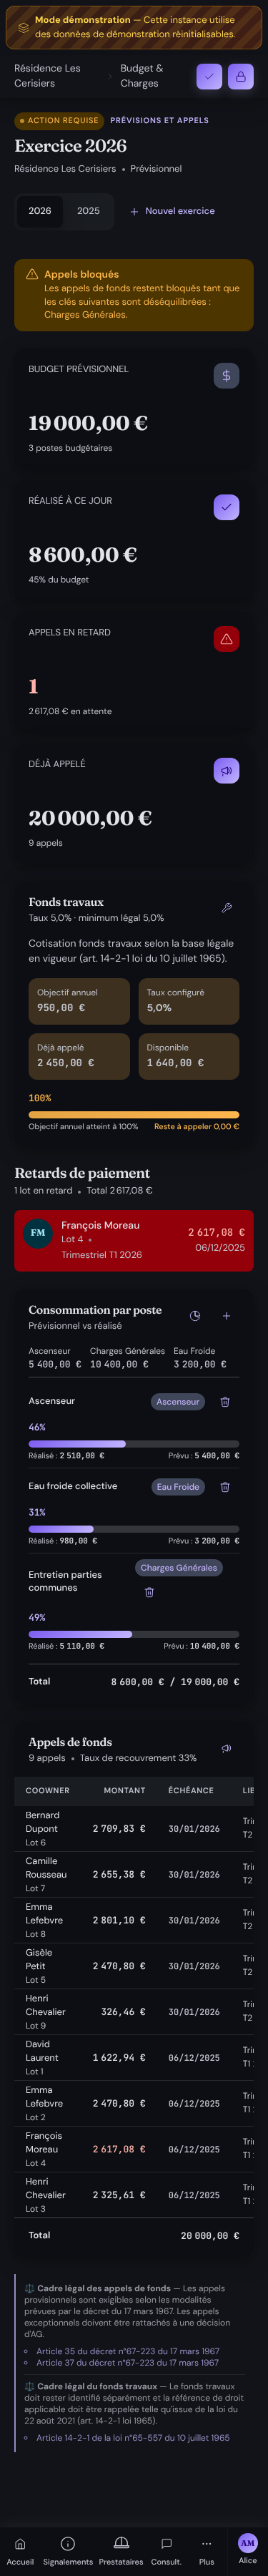 Mode démonstration — Cette instance utilise
des données de démonstration réinitialisables.
Résidence Les
Cerisiers
Budget &
Charges
ACTION REQUISE
PRÉVISIONS ET APPELS
Exercice 2026
Résidence Les Cerisiers • Prévisionnel
2026
2025
+ Nouvel exercice
Appels bloqués
Les appels de fonds restent bloqués tant que
les clés suivantes sont déséquilibrées :
Charges Générales.
BUDGET PRÉVISIONNEL
19 000,00 €
3 postes budgétaires
RÉALISÉ À CE JOUR
8 600,00 €
45% du budget
APPELS EN RETARD
1
2 617,08 € en attente
DÉJÀ APPELÉ
20 000,00 €
9 appels
Fonds travaux
Taux 5,0% · minimum légal 5,0%
Cotisation fonds travaux selon la base légale
en vigueur (art. 14-2-1 loi du 10 juillet 1965).
Objectif annuel
950,00 €
Taux configuré
5,0%
Déjà appelé
2 450,00 €
Disponible
1 640,00 €
100%
Objectif annuel atteint à 100%
Reste à appeler 0,00 €
Retards de paiement
1 lot en retard • Total 2 617,08 €
FM
François Moreau
Lot 4 •
Trimestriel T1 2026
2 617,08 €
06/12/2025
Consommation par poste
Prévisionnel vs réalisé
Ascenseur
5 400,00 €
Charges Générales
10 400,00 €
Eau Froide
3 200,00 €
Ascenseur
Ascenseur
46%
Réalisé : 2 510,00 €
Prévu : 5 400,00 €
Eau froide collective
Eau Froide
31%
Réalisé : 980,00 €
Prévu : 3 200,00 €
Entretien parties
communes
Charges Générales
49%
Réalisé : 5 110,00 €
Prévu : 10 400,00 €
Total
8 600,00 € / 19 000,00 €
Appels de fonds
9 appels • Taux de recouvrement 33%
COOWNER MONTANT ÉCHÉANCE LIE
Bernard
Dupont
Lot 6
2 709,83 €
30/01/2026
Trin
T2
Camille
Rousseau
Lot 7
2 655,38 €
30/01/2026
Trin
T2
Emma
Lefebvre
Lot 8
2 801,10 €
30/01/2026
Trin
T2
Gisèle
Petit
Lot 5
2 470,80 €
30/01/2026
Trin
T2
Henri
Chevalier
Lot 9
326,46 €
30/01/2026
Trin
T2
David
Laurent
Lot 1
1 622,94 €
06/12/2025
Trin
T1
Emma
Lefebvre
Lot 2
2 470,80 €
06/12/2025
Trin
T1
François
Moreau
Lot 4
2 617,08 €
06/12/2025
Trin
T1
Henri
Chevalier
Lot 3
2 325,61 €
06/12/2025
Trin
T1
Total
20 000,00 €
Cadre légal des appels de fonds — Les appels
provisionnels sont exigibles selon les modalités
prévues par le décret du 17 mars 1967. Les appels
exceptionnels doivent être rattachés à une décision
d'AG.
Article 35 du décret n°67-223 du 17 mars 1967
Article 37 du décret n°67-223 du 17 mars 1967
Cadre légal du fonds travaux — Le fonds travaux
doit rester identifié séparément et la référence de droit
applicable doit être rappelée telle qu'issue de la loi du
22 août 2021 (art. 14-2-1 loi 1965).
Article 14-2-1 de la loi n°65-557 du 10 juillet 1965
Accueil
Signalements
Prestataires
Consult.
Plus
AM
Alice